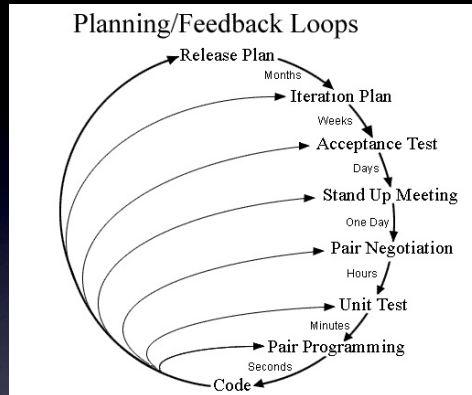 Planning/Feedback Loops
Release Plan
Months
Iteration Plan
Weeks
Acceptance Test
Days
Stand Up Meeting
One Day
Pair Negotiation
Hours
Unit Test
Minutes
Pair Programming
Seconds
Code